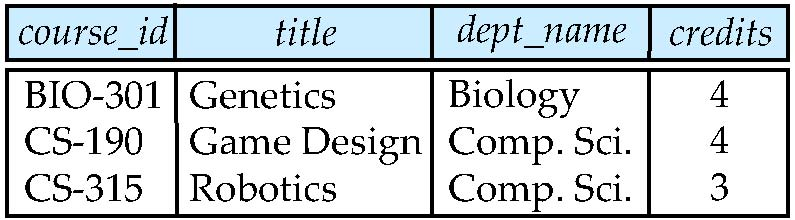 course_id title dept_name credits
BIO-301 Genetics Biology 4
CS-190 Game Design Comp. Sci. 4
CS-315 Robotics Comp. Sci. 3